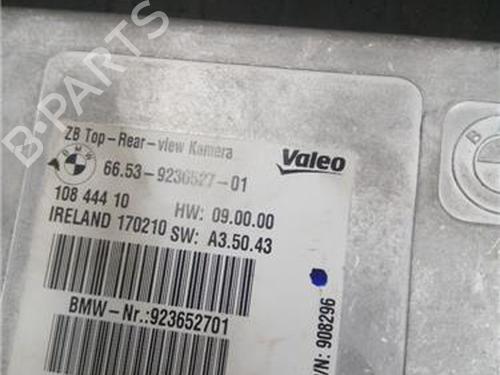 ZB Top-Rear-view Kamera
BMW
66.53-9236527-01
Valeo
108 444 10
HW: 09.00.00
IRELAND 170210 SW: A3.50.43
BMW-Nr.:923652701
/N: 908296
B-PARTS